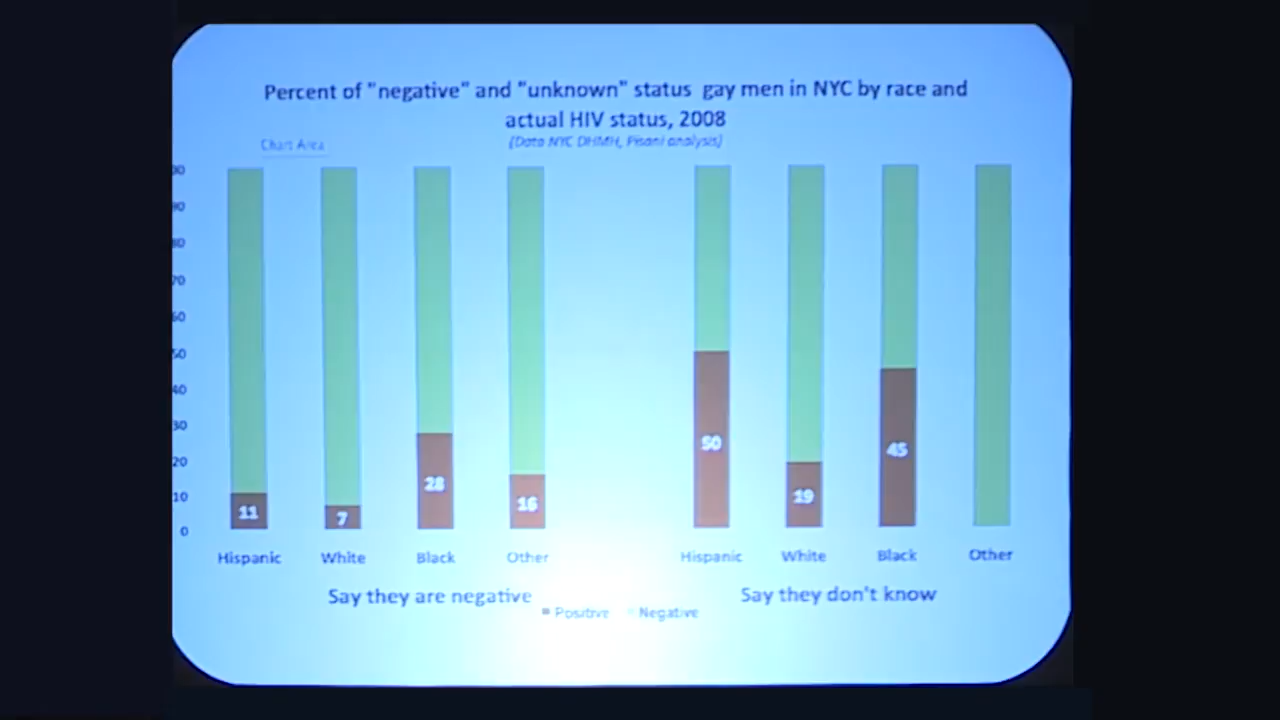 Percent of "negative" and "unknown" status gay men in NYC by race and
actual HIV status, 2008
(Data NYC DHMH, Pisani analysis)
Chart Area
90
80
70
60
50
40
30
20
10
0
11
7
28
16
50
19
45
Hispanic White Black Other Hispanic White Black Other
Say they are negative Say they don't know
Positive Negative